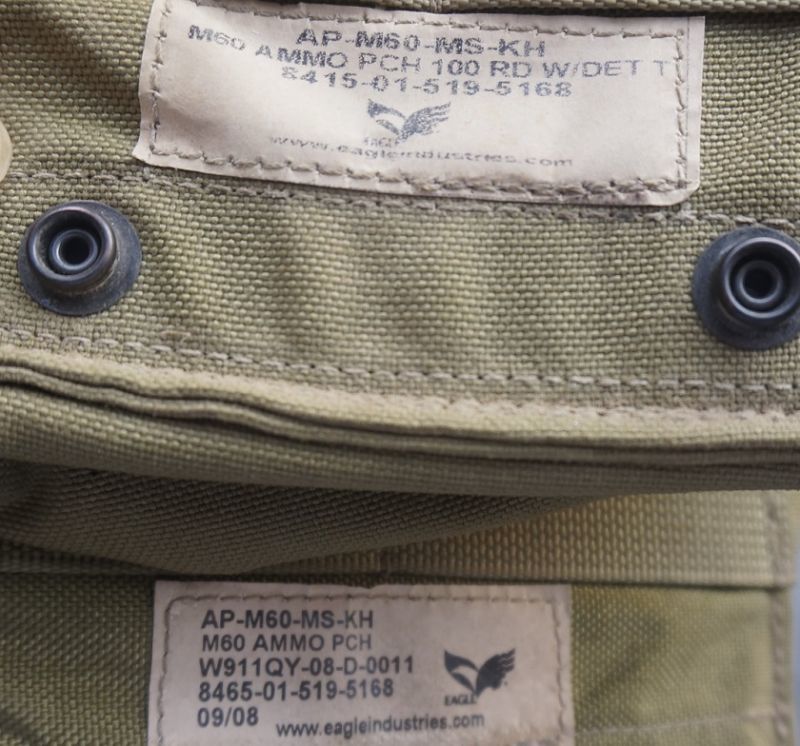 AP-M60-MS-KH
M60 AMMO PCH 100 RD W/DET T
8415-01-519-5168
EAGLE
www.eagleindustries.com
AP-M60-MS-KH
M60 AMMO PCH
W911QY-08-D-0011
8465-01-519-5168
EAGLE
09/08 www.eagleindustries.com